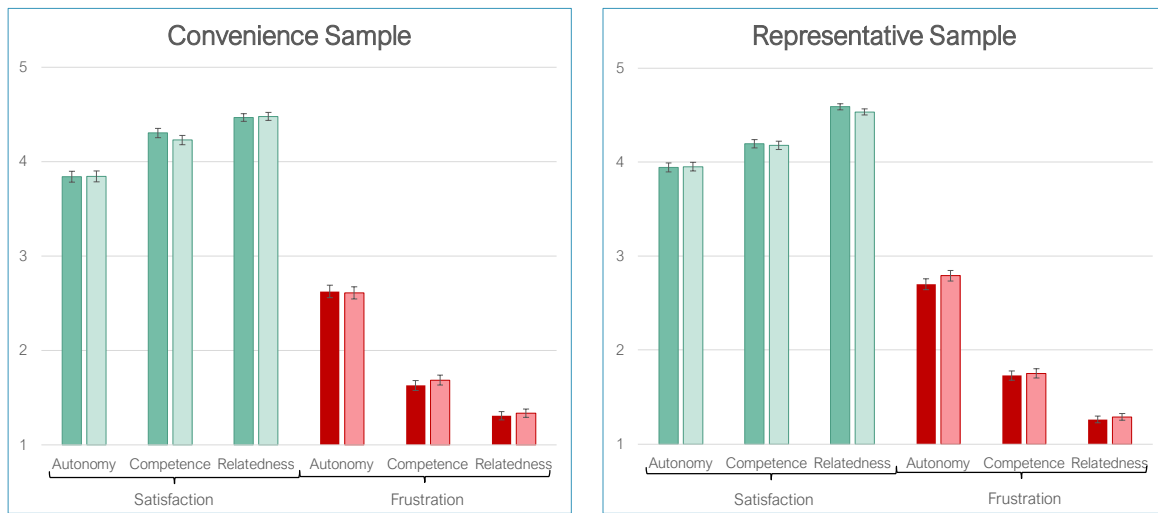 Convenience Sample
5
4
3
2
1
Autonomy Competence Relatedness Autonomy Competence Relatedness
Satisfaction Frustration
Representative Sample
5
4
3
2
1
Autonomy Competence Relatedness Autonomy Competence Relatedness
Satisfaction Frustration